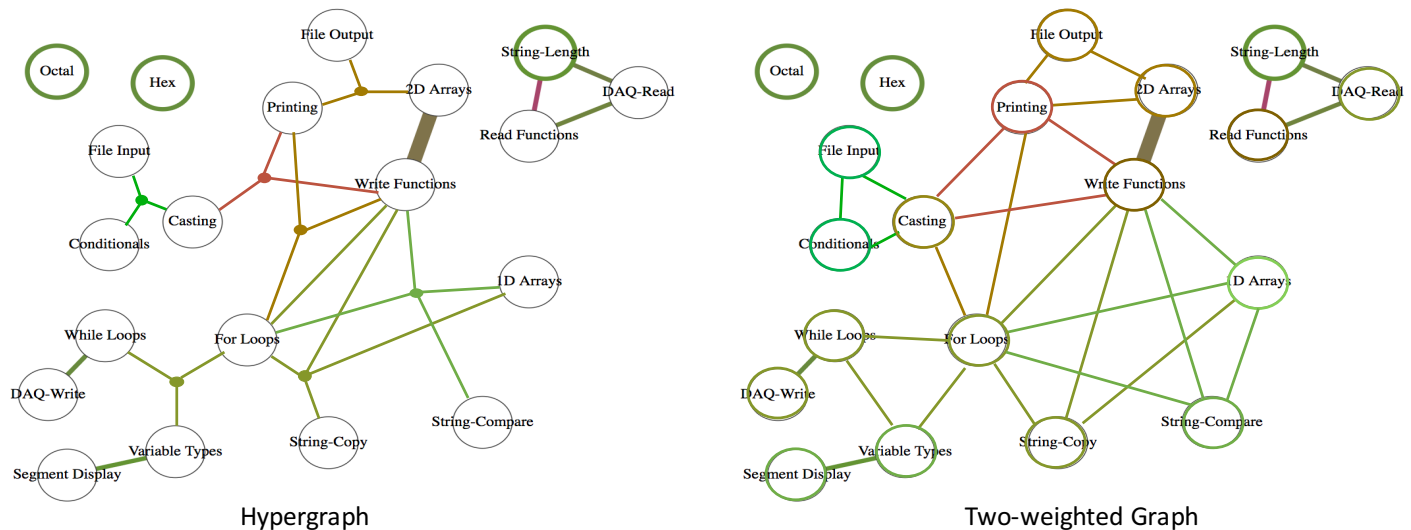 File Output
String-Length
Octal
Hex
2D Arrays
DAQ-Read
Printing
Read Functions
File Input
Write Functions
Casting
Conditionals
1D Arrays
While Loops
For Loops
DAQ-Write
String-Compare
String-Copy
Variable Types
Segment Display
Hypergraph
File Output
String-Length
Octal
Hex
2D Arrays
DAQ-Read
Printing
Read Functions
File Input
Write Functions
Casting
Conditionals
1D Arrays
While Loops
For Loops
DAQ-Write
String-Compare
String-Copy
Variable Types
Segment Display
Two-weighted Graph